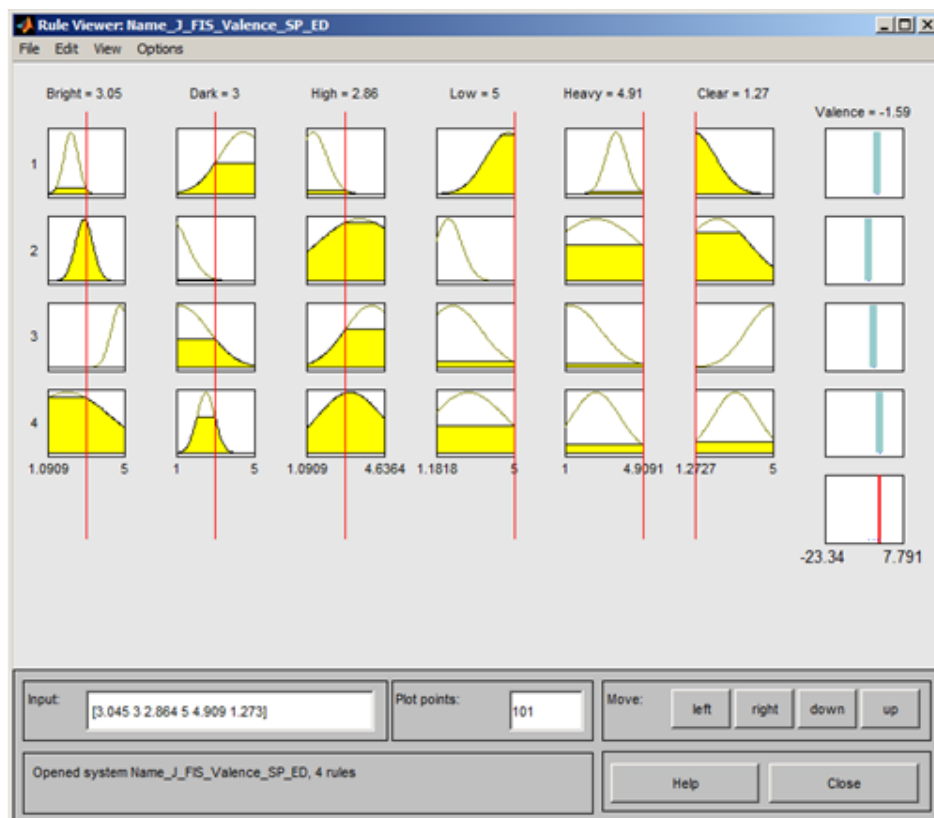 Rule Viewer: Name_J_FIS_Valence_SP_ED
File Edit View Options
Bright = 3.05 Dark = 3 High = 2.86 Low = 5 Heavy = 4.91 Clear = 1.27
Valence = -1.59
1
2
3
4
1.0909 5 1 5 1.0909 4.6364 1.1818 5 1 4.9091 1.2727 5
-23.34 7.791
Input: [3.045 3 2.864 5 4.909 1.273] Plot points: 101 Move: left right down up
Opened system Name_J_FIS_Valence_SP_ED, 4 rules Help Close